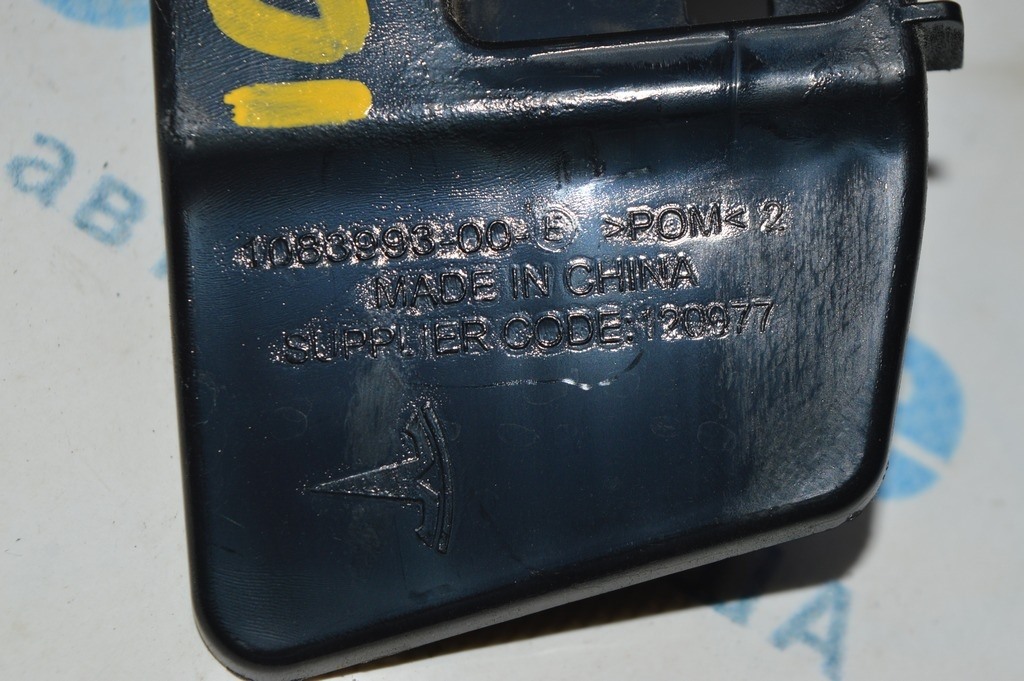 1083993-00-E >POM< 2
MADE IN CHINA
SUPPLIER CODE:120977